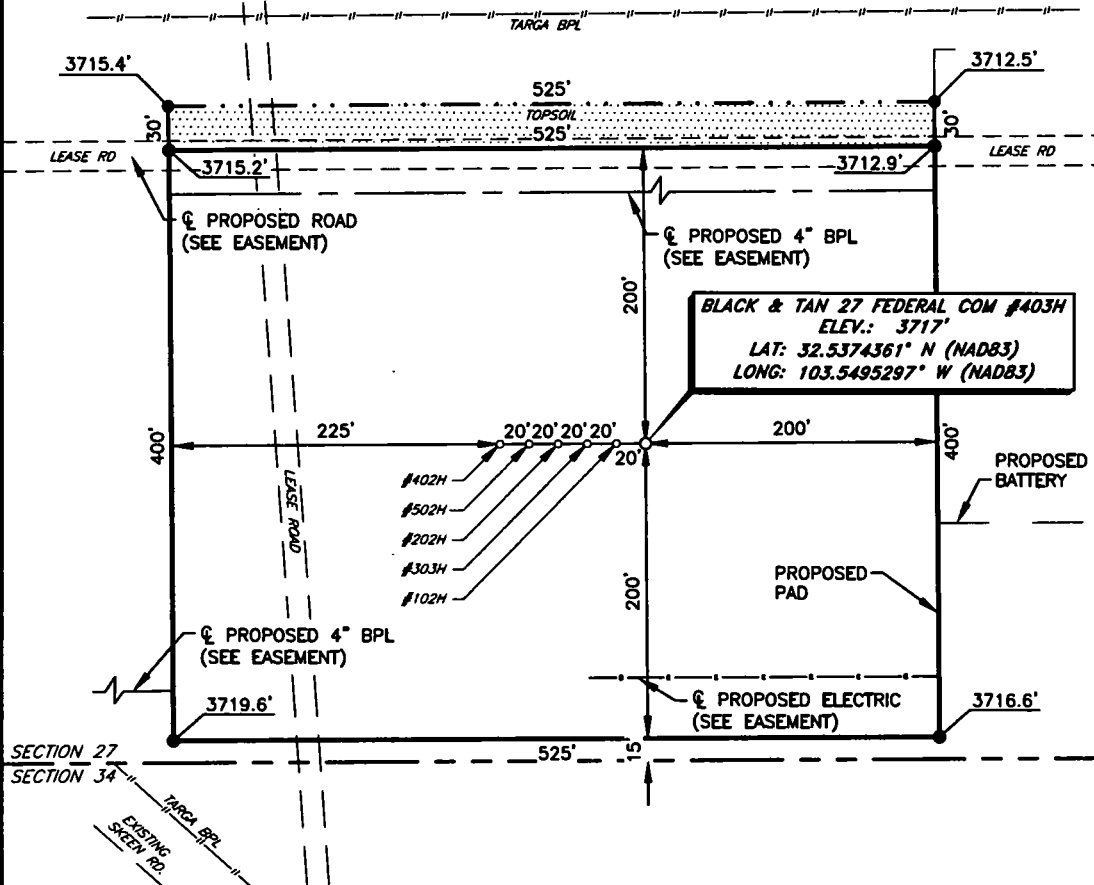 TARGA BPL
3715.4'
3712.5'
525'
30'
TOPSOIL
30'
525'
LEASE RD
3715.2'
3712.9'
LEASE RD
℄ PROPOSED ROAD
(SEE EASEMENT)
℄ PROPOSED 4" BPL
(SEE EASEMENT)
200'
BLACK & TAN 27 FEDERAL COM #403H
ELEV.: 3717'
LAT: 32.5374361° N (NAD83)
LONG: 103.5495297° W (NAD83)
400'
225'
20' 20' 20' 20'
20'
200'
400'
#402H
#502H
#202H
#303H
#102H
LEASE ROAD
PROPOSED
BATTERY
200'
PROPOSED
PAD
℄ PROPOSED 4" BPL
(SEE EASEMENT)
℄ PROPOSED ELECTRIC
(SEE EASEMENT)
3719.6'
3716.6'
SECTION 27
SECTION 34
525'
15'
TARGA BPL
EXISTING
SKEEN RD.